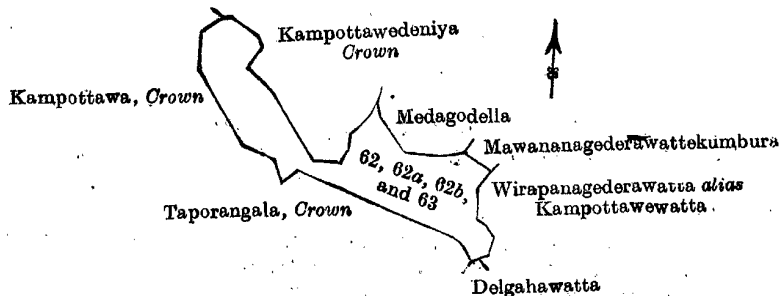 Kampottawedeniya
Crown
Kampottawa, Crown
Medagodella
Mawananagederawattekumbura
62, 62a, 62b,
and 63
Wirapanagederawatta alias
Kampottawewatta.
Taporangala, Crown
Delgahawatta